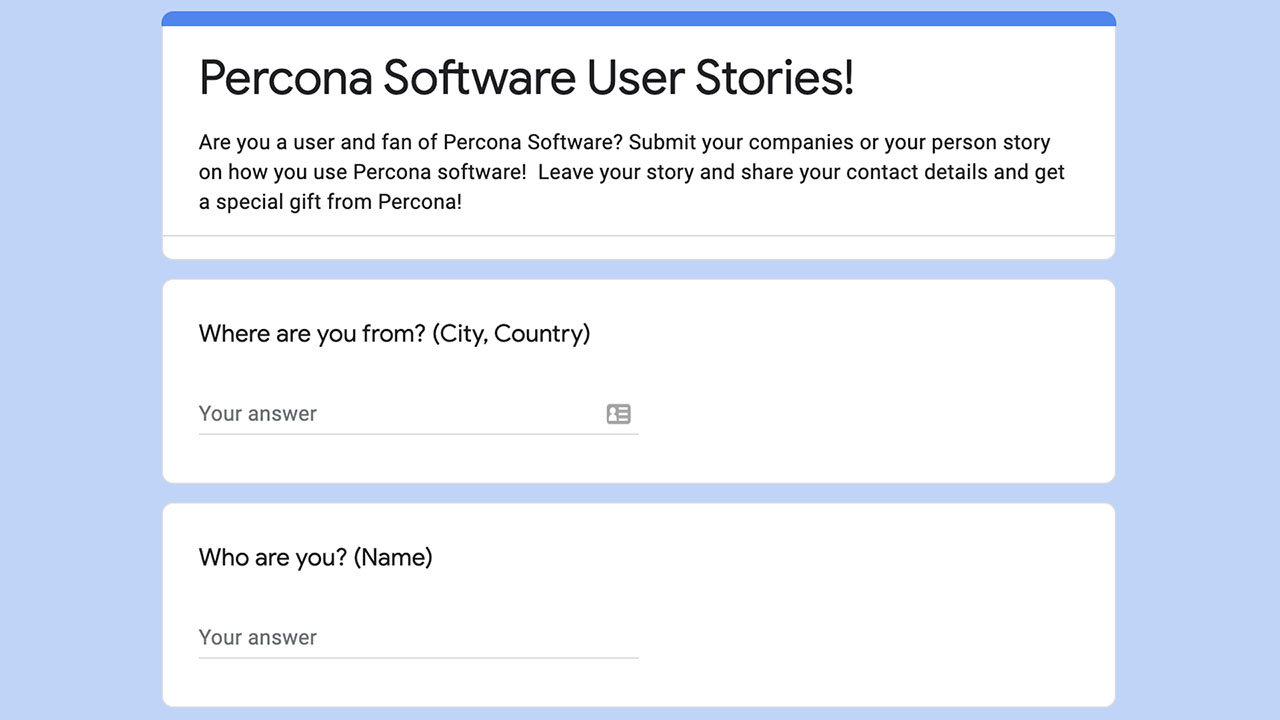 Percona Software User Stories!
Are you a user and fan of Percona Software? Submit your companies or your person story
on how you use Percona software!  Leave your story and share your contact details and get
a special gift from Percona!
Where are you from? (City, Country)
Your answer
Who are you? (Name)
Your answer